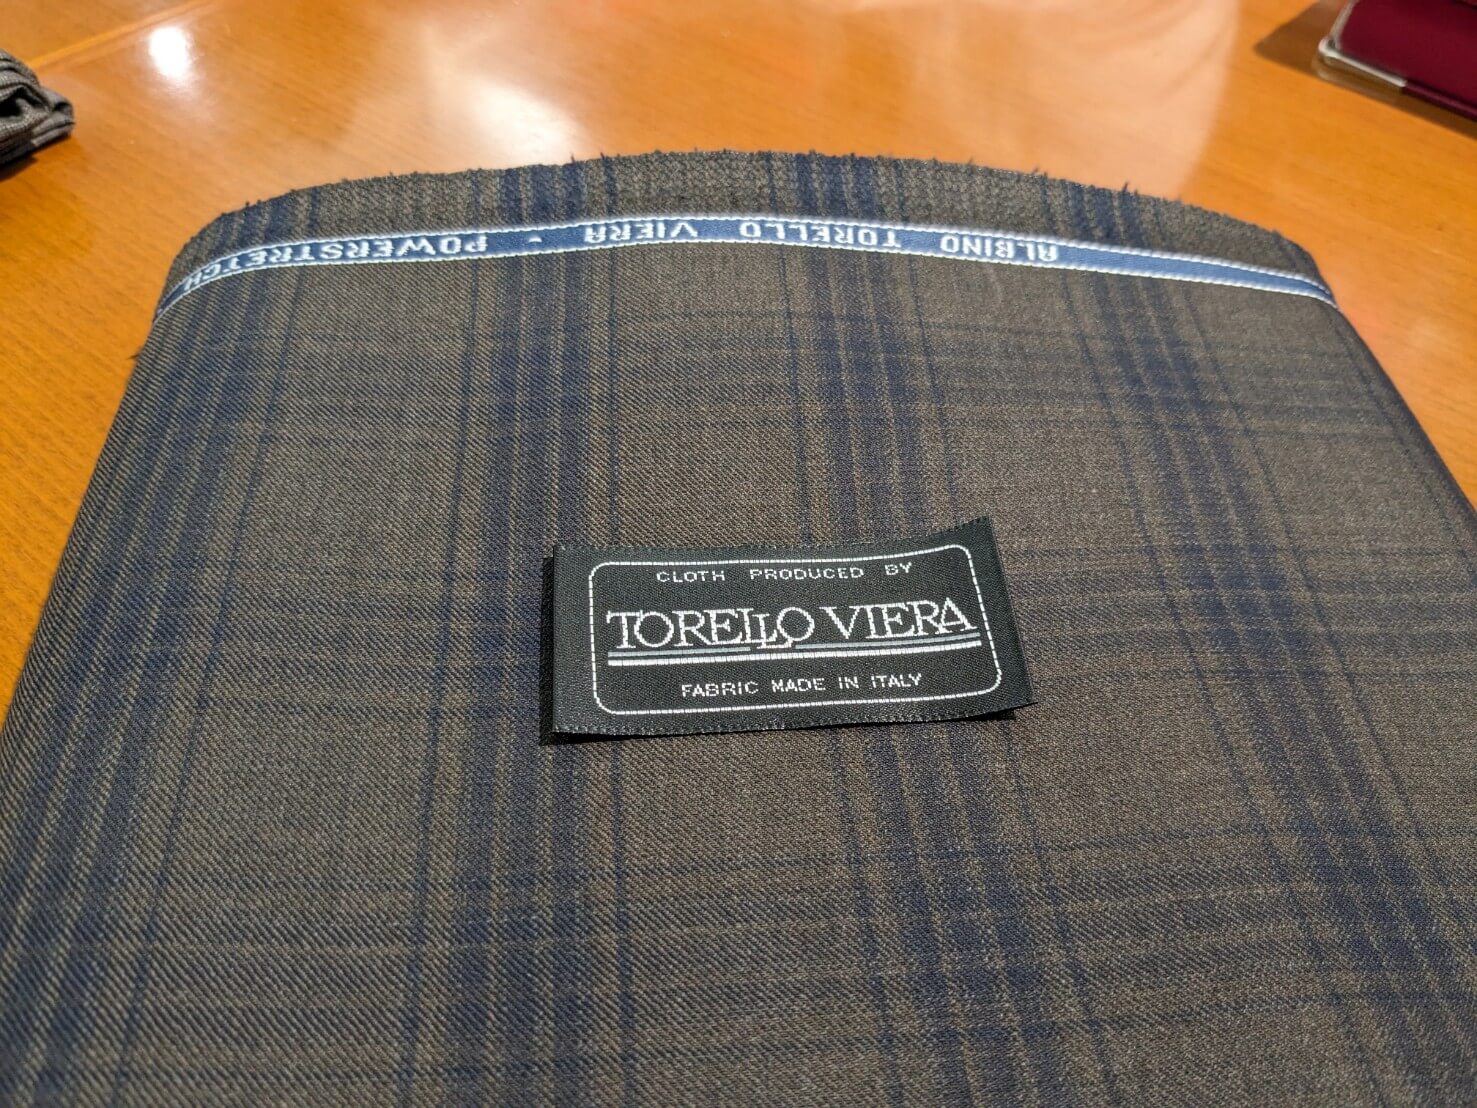 ALBINO TORELLO VIERA - POWERSTRETCH
CLOTH PRODUCED BY
TORELLO VIERA
FABRIC MADE IN ITALY